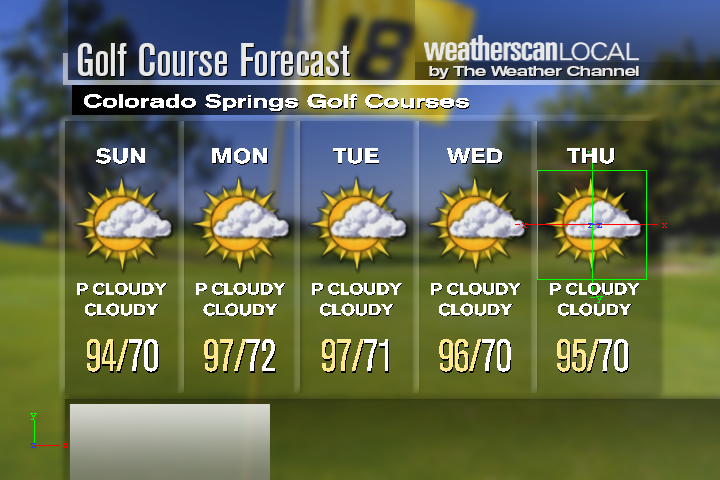 18
Golf Course Forecast
weatherscanLOCAL
by The Weather Channel
Colorado Springs Golf Courses
SUN MON TUE WED THU
P CLOUDY P CLOUDY P CLOUDY P CLOUDY P CLOUDY
CLOUDY CLOUDY CLOUDY CLOUDY CLOUDY
94/70 97/72 97/71 96/70 95/70
x
y
y